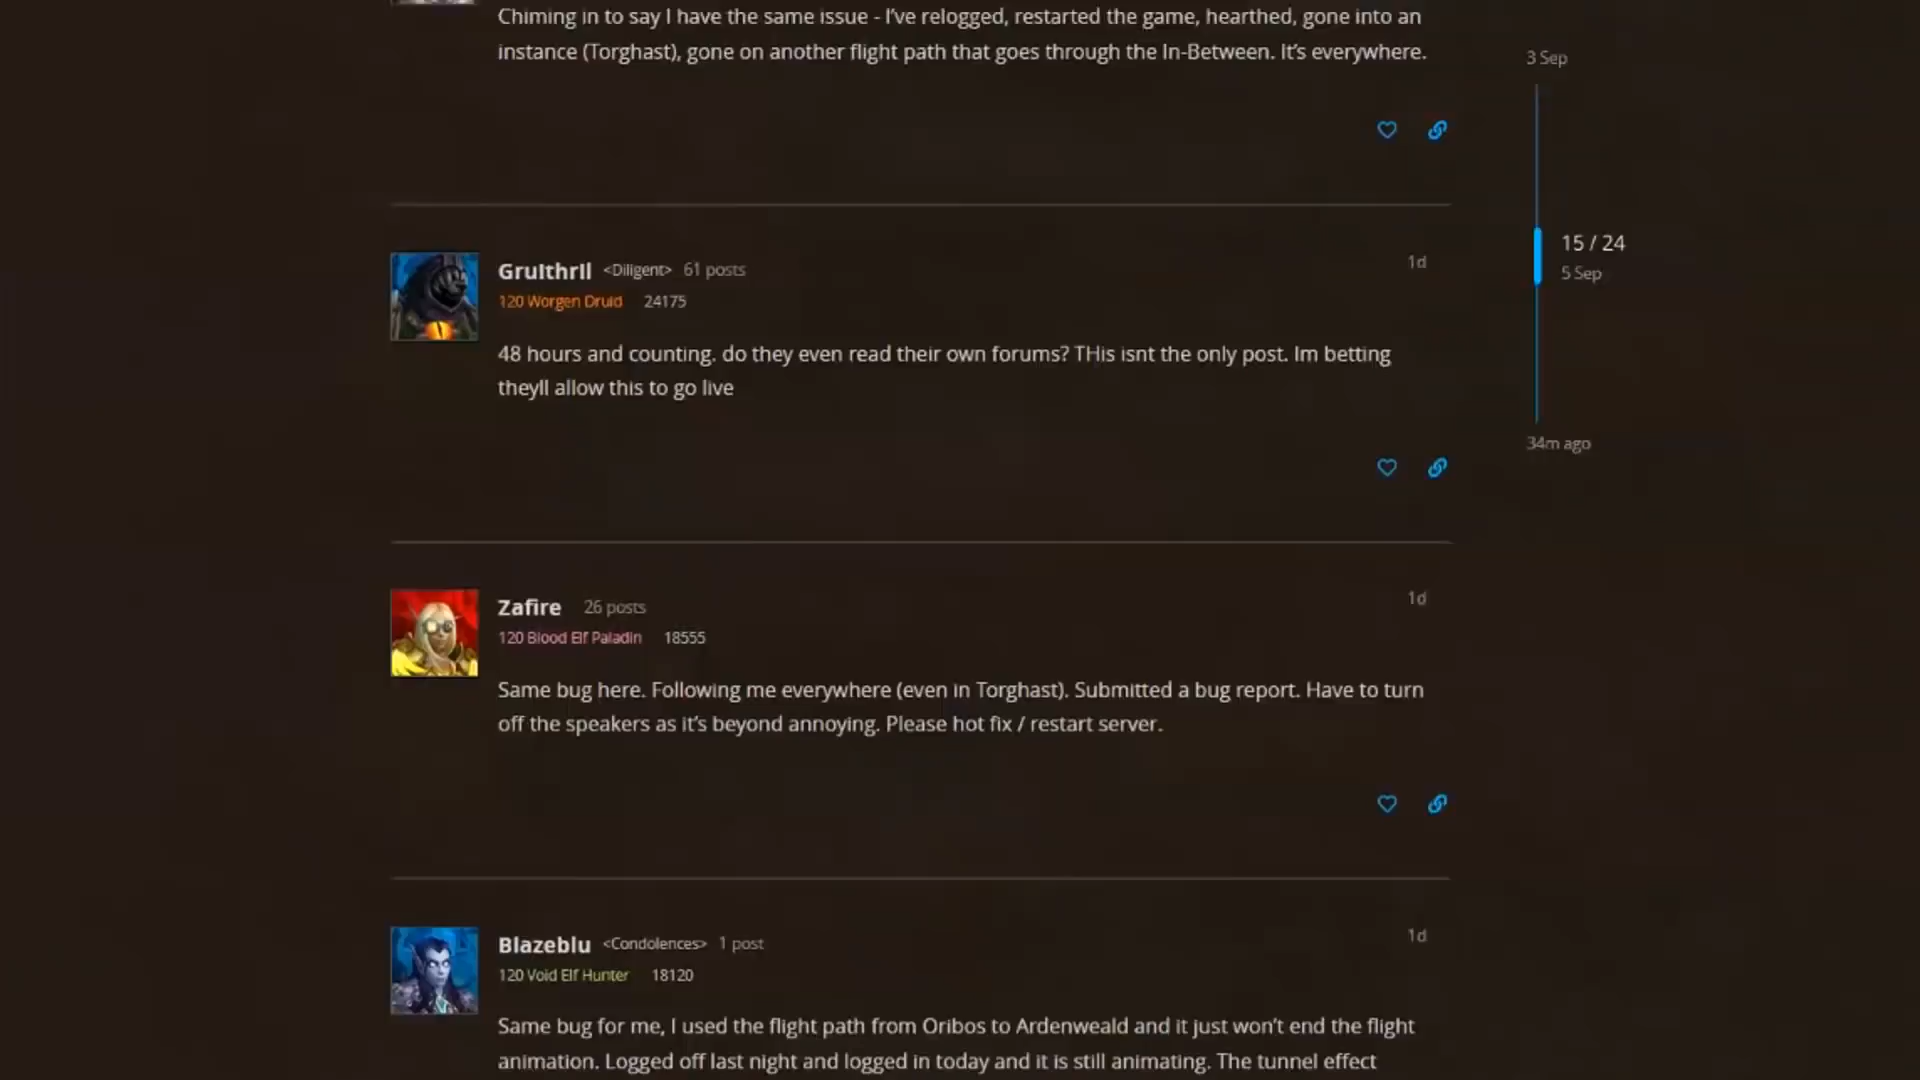 Chiming in to say I have the same issue - I've relogged, restarted the game, hearthed, gone into an
instance (Torghast), gone on another flight path that goes through the In-Between. It's everywhere.
3 Sep
15 / 24
5 Sep
34m ago
Grulthrll <Diligent> 61 posts 1d
120 Worgen Druid 24175
48 hours and counting. do they even read their own forums? THis isnt the only post. Im betting
theyll allow this to go live
Zafire 26 posts 1d
120 Blood Elf Paladin 18555
Same bug here. Following me everywhere (even in Torghast). Submitted a bug report. Have to turn
off the speakers as it's beyond annoying. Please hot fix / restart server.
Blazeblu <Condolences> 1 post 1d
120 Void Elf Hunter 18120
Same bug for me, I used the flight path from Oribos to Ardenweald and it just won't end the flight
animation. Logged off last night and logged in today and it is still animating. The tunnel effect